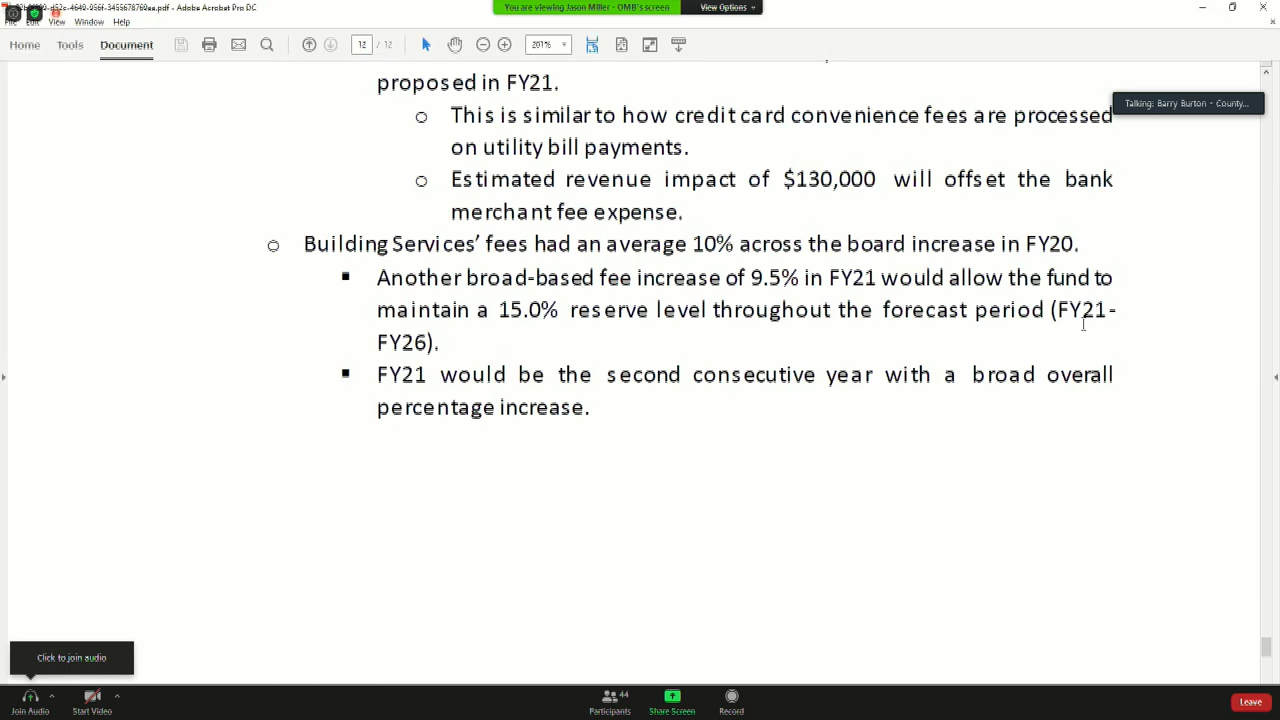 .pdf - Adobe Acrobat Pro DC
You are viewing Jason Miller - OMB's screen
View Options
File Edit View Window Help
Home Tools Document
12 / 12
201%
proposed in FY21.
Talking: Barry Burton - County...
o This is similar to how credit card convenience fees are processed
on utility bill payments.
o Estimated revenue impact of $130,000 will offset the bank
merchant fee expense.
o Building Services' fees had an average 10% across the board increase in FY20.
▪ Another broad-based fee increase of 9.5% in FY21 would allow the fund to
maintain a 15.0% reserve level throughout the forecast period (FY21-
FY26).
▪ FY21 would be the second consecutive year with a broad overall
percentage increase.
Click to join audio
44
Join Audio Start Video Participants Share Screen Record Leave